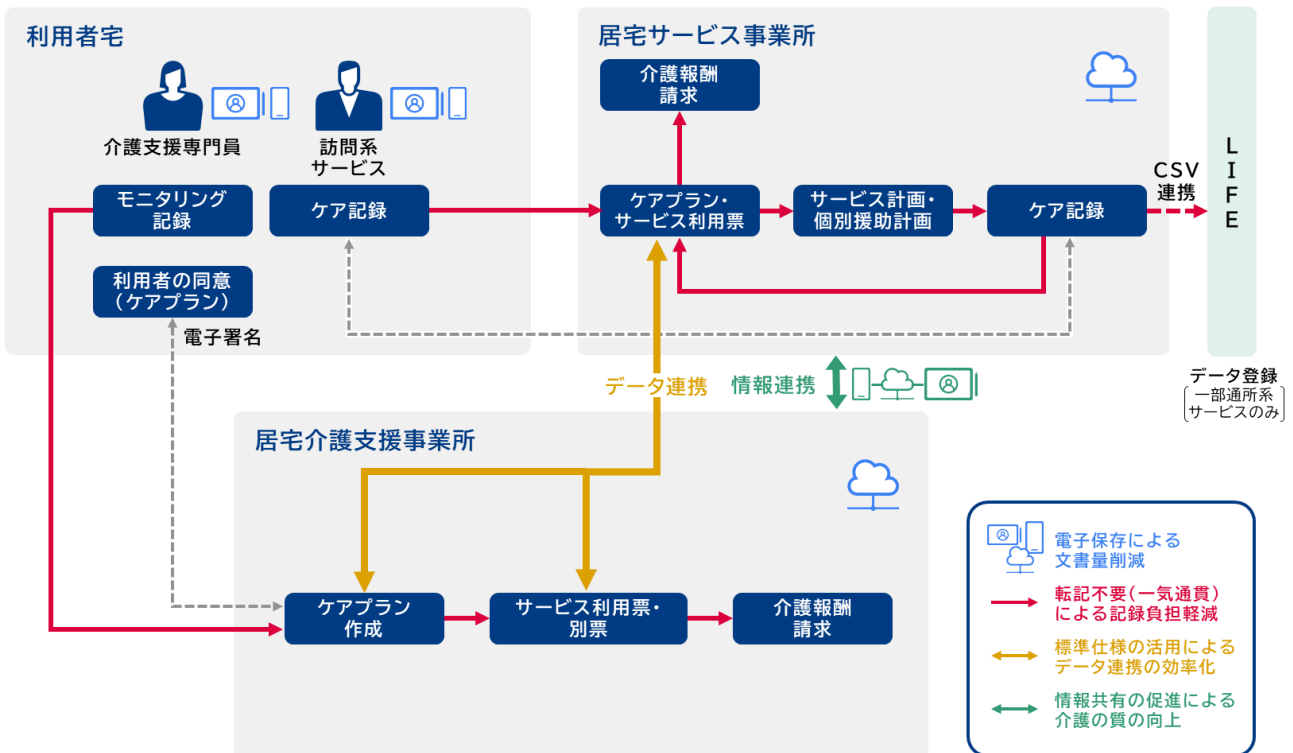 利用者宅
介護支援専門員
訪問系
サービス
モニタリング
記録
ケア記録
利用者の同意
（ケアプラン）
電子署名
居宅サービス事業所
介護報酬
請求
ケアプラン・
サービス利用票
サービス計画・
個別援助計画
ケア記録
CSV
連携
LIFE
データ登録
一部通所系
サービスのみ
データ連携
情報連携
居宅介護支援事業所
ケアプラン
作成
サービス利用票・
別票
介護報酬
請求
電子保存による
文書量削減
転記不要（一気通貫）
による記録負担軽減
標準仕様の活用による
データ連携の効率化
情報共有の促進による
介護の質の向上